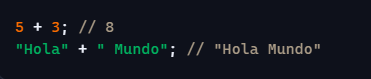 5 + 3; // 8
"Hola" + " Mundo"; // "Hola Mundo"